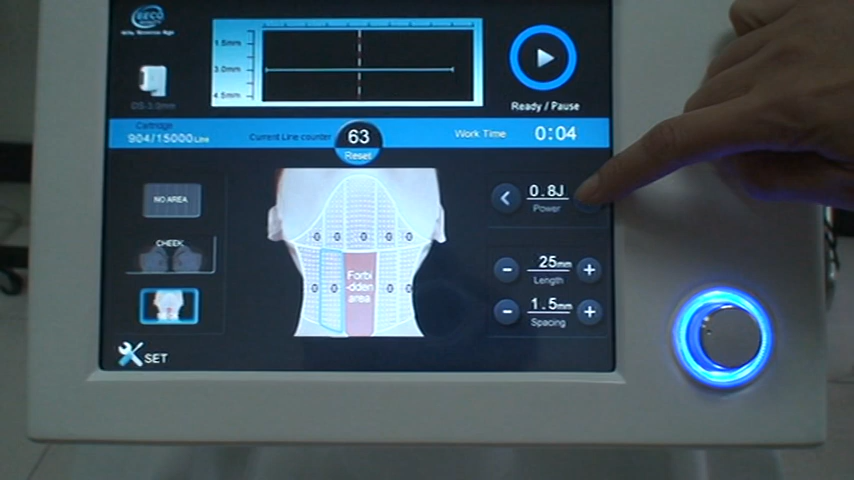 1.5mm
3.0mm
4.5mm
DS-3.0mm
Ready / Pause
Cartridge
904/15000Line
Current Line counter
63
Reset
Work Time
0:04
NO AREA
CHEEK
Forbi
-dden
area
0.8J
Power
- 25mm +
Length
- 1.5mm +
Spacing
SET